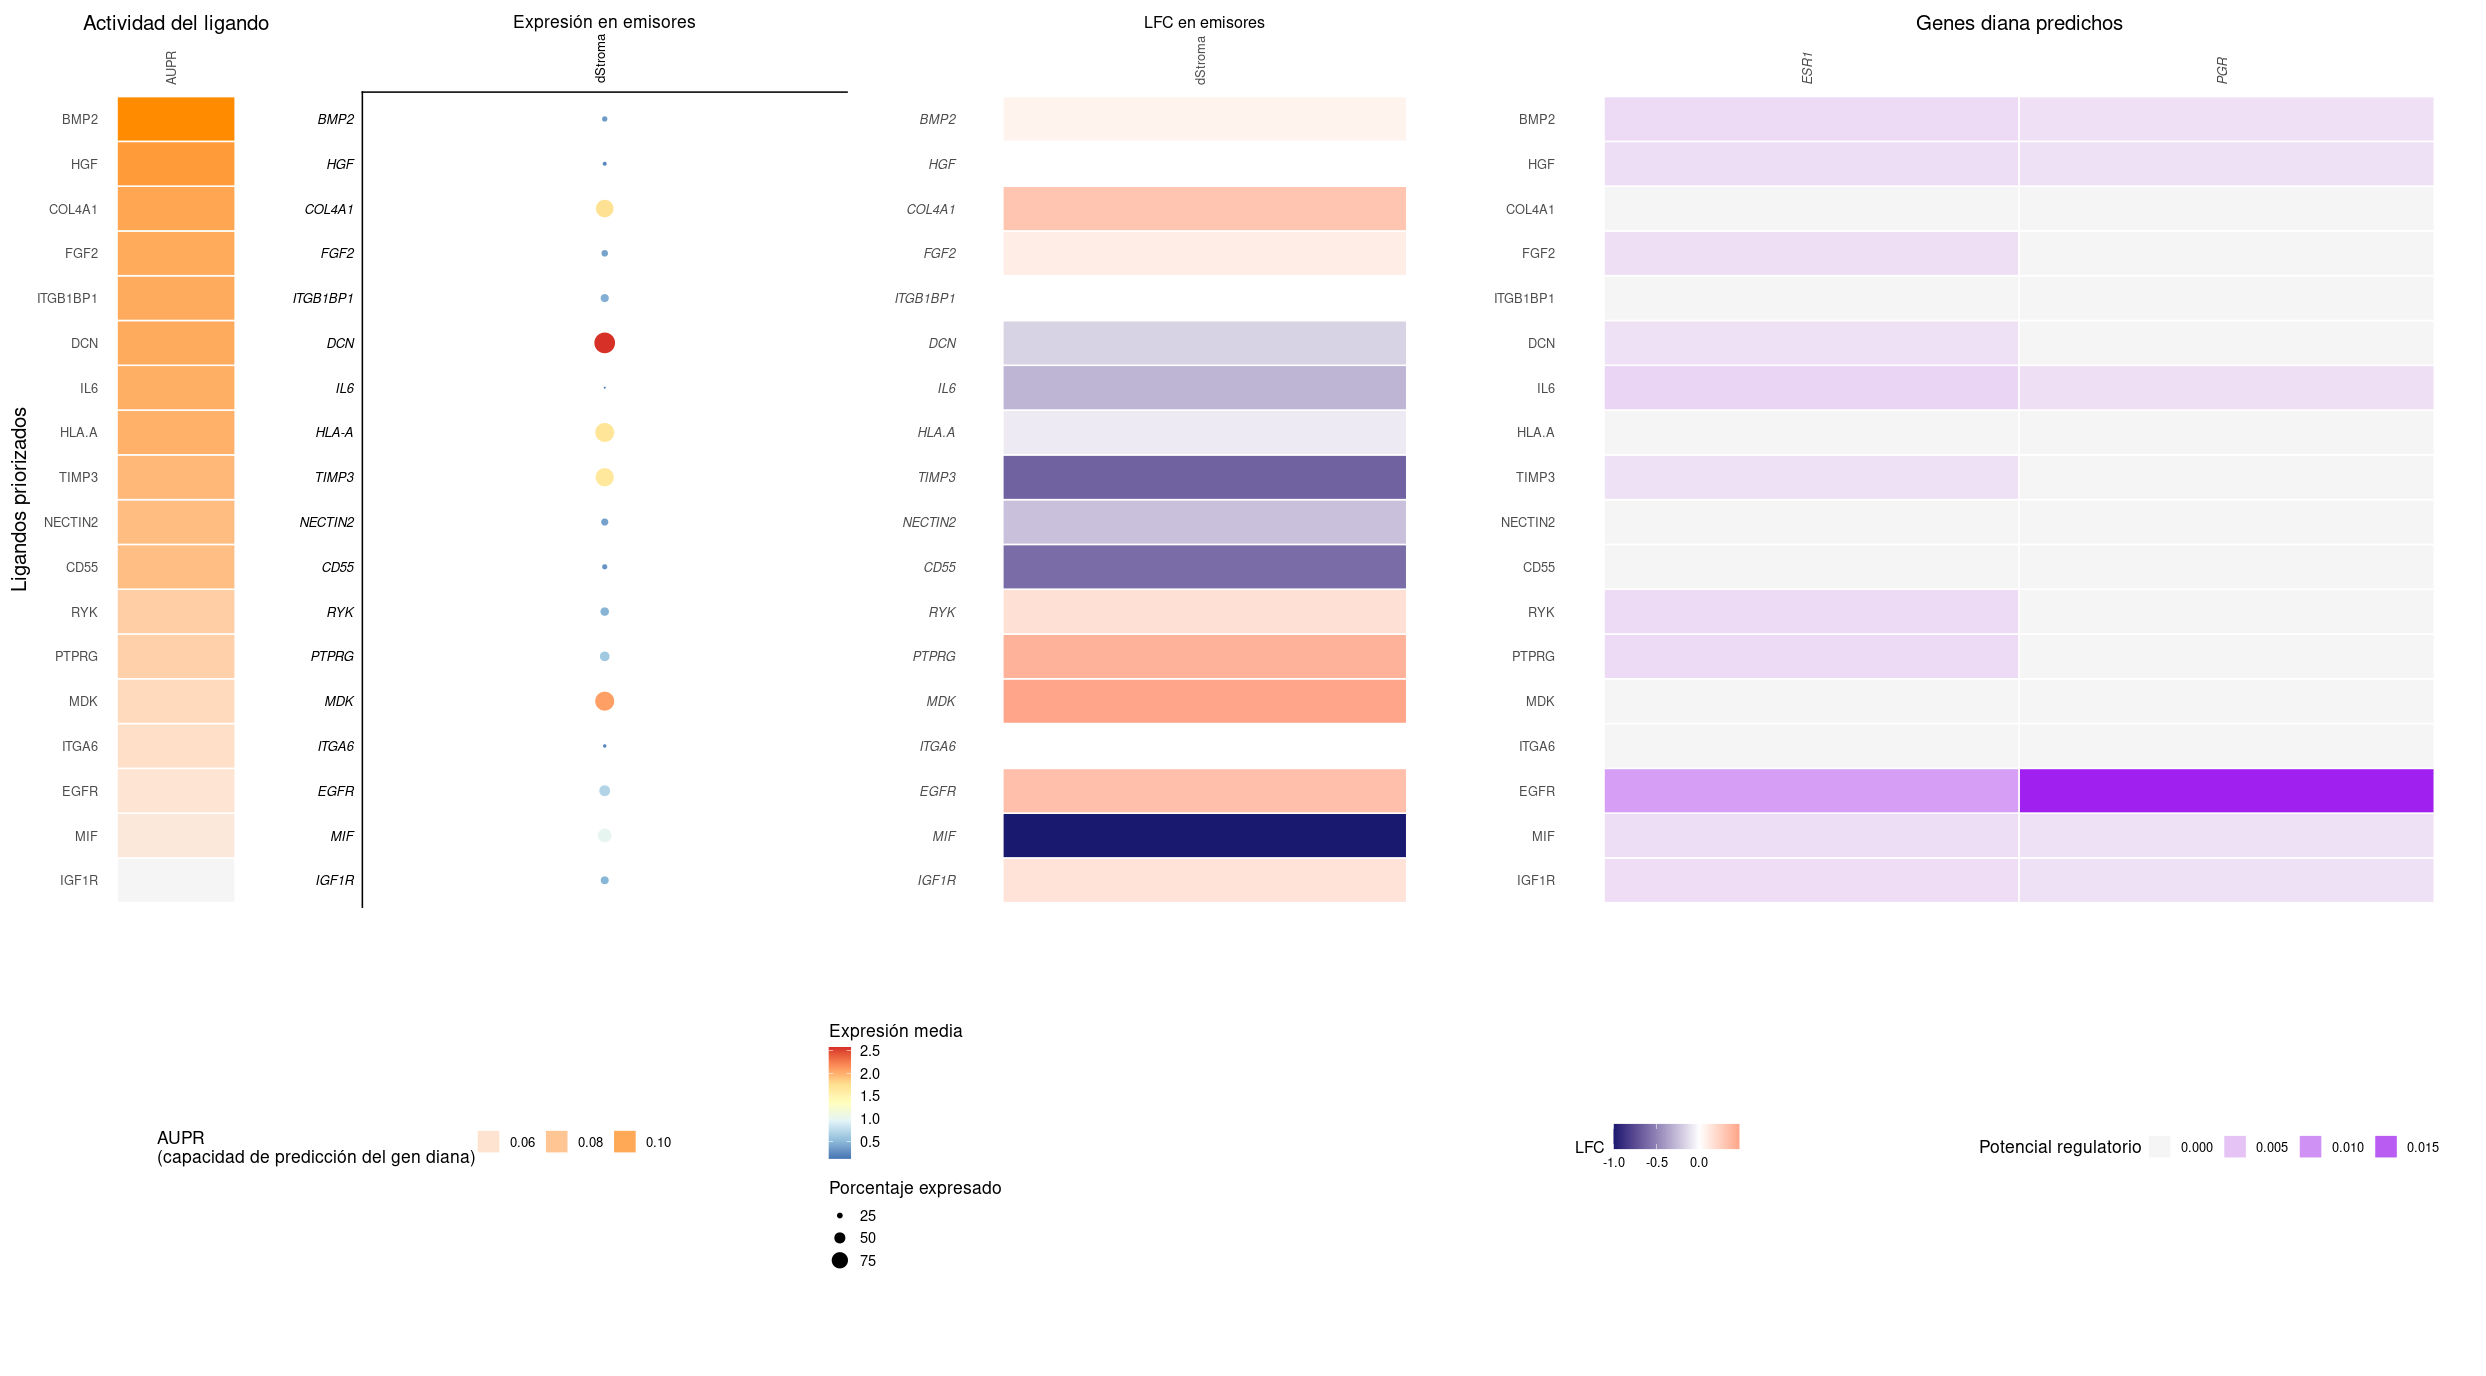 Actividad del ligando
Expresión en emisores
LFC en emisores
Genes diana predichos
AUPR
dStroma
dStroma
ESR1
PGR
Ligandos priorizados
BMP2 BMP2 BMP2 BMP2
HGF HGF HGF HGF
COL4A1 COL4A1 COL4A1 COL4A1
FGF2 FGF2 FGF2 FGF2
ITGB1BP1 ITGB1BP1 ITGB1BP1 ITGB1BP1
DCN DCN DCN DCN
IL6 IL6 IL6 IL6
HLA.A HLA-A HLA.A HLA.A
TIMP3 TIMP3 TIMP3 TIMP3
NECTIN2 NECTIN2 NECTIN2 NECTIN2
CD55 CD55 CD55 CD55
RYK RYK RYK RYK
PTPRG PTPRG PTPRG PTPRG
MDK MDK MDK MDK
ITGA6 ITGA6 ITGA6 ITGA6
EGFR EGFR EGFR EGFR
MIF MIF MIF MIF
IGF1R IGF1R IGF1R IGF1R
AUPR
(capacidad de predicción del gen diana)
0.06 0.08 0.10
Expresión media
2.5
2.0
1.5
1.0
0.5
Porcentaje expresado
25
50
75
LFC
-1.0 -0.5 0.0
Potencial regulatorio
0.000 0.005 0.010 0.015